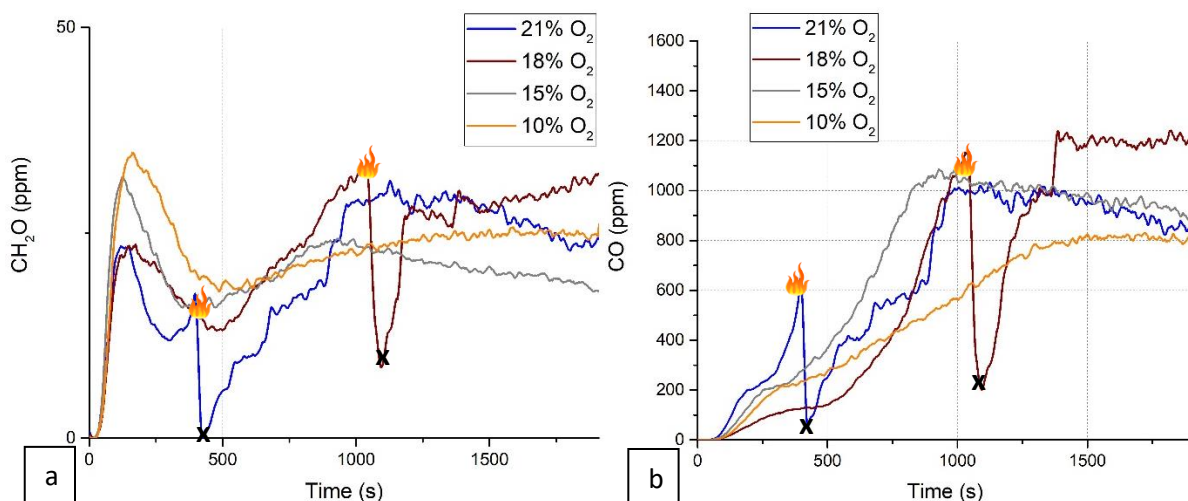 50
CH₂O (ppm)
0
0
500
1000
1500
Time (s)
21% O₂
18% O₂
15% O₂
10% O₂
X
X
a
1600
1400
1200
1000
800
600
400
200
0
CO (ppm)
0
500
1000
1500
Time (s)
21% O₂
18% O₂
15% O₂
10% O₂
X
X
b